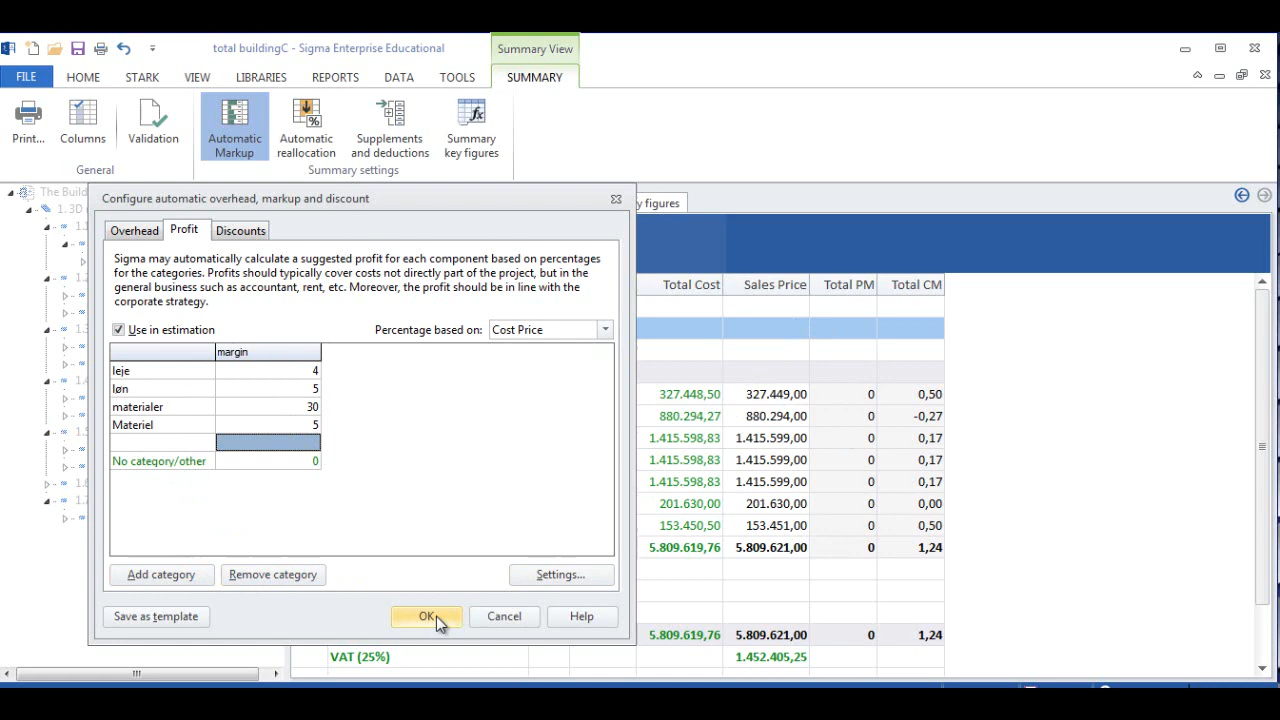 total buildingC - Sigma Enterprise Educational
Summary View
FILE HOME STARK VIEW LIBRARIES REPORTS DATA TOOLS SUMMARY
Print... Columns Validation Automatic Markup Automatic reallocation Supplements and deductions Summary key figures
General Summary settings
The Build
1. 3D
Configure automatic overhead, markup and discount
y figures
Overhead Profit Discounts
Sigma may automatically calculate a suggested profit for each component based on percentages
for the categories. Profits should typically cover costs not directly part of the project, but in the
general business such as accountant, rent, etc. Moreover, the profit should be in line with the
corporate strategy.
Use in estimation Percentage based on: Cost Price
margin
leje 4
løn 5
materialer 30
Materiel 5
No category/other 0
Add category Remove category Settings...
Save as template OK Cancel Help
Total Cost Sales Price Total PM Total CM
327.448,50 327.449,00 0 0,50
880.294,27 880.294,00 0 -0,27
1.415.598,83 1.415.599,00 0 0,17
1.415.598,83 1.415.599,00 0 0,17
1.415.598,83 1.415.599,00 0 0,17
201.630,00 201.630,00 0 0,00
153.450,50 153.451,00 0 0,50
5.809.619,76 5.809.621,00 0 1,24
5.809.619,76 5.809.621,00 0 1,24
VAT (25%) 1.452.405,25